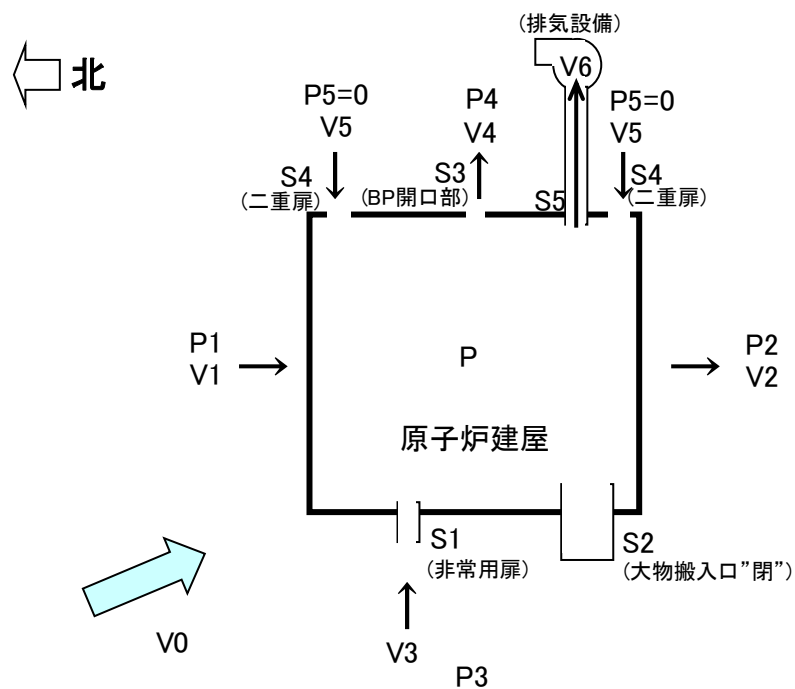 (排気設備)
北
V6
P5=0
V5
P4
V4
P5=0
V5
S4
(二重扉)
S3
(BP開口部)
S5
S4
(二重扉)
P1
V1
P
P2
V2
原子炉建屋
S1
(非常用扉)
S2
(大物搬入口”閉”)
V0
V3
P3